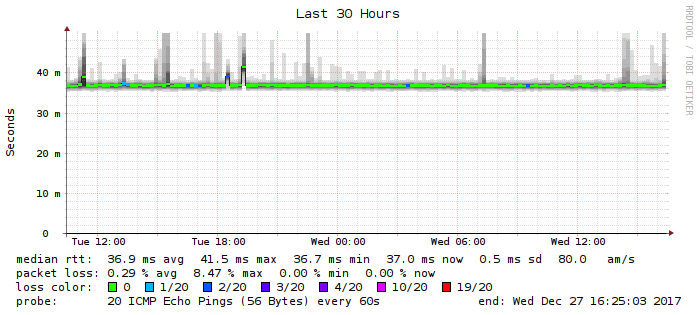 Last 30 Hours
RRDTOOL / TOBI OETIKER
Seconds
40 m
30 m
20 m
10 m
0
Tue 12:00 Tue 18:00 Wed 00:00 Wed 06:00 Wed 12:00
median rtt: 36.9 ms avg 41.5 ms max 36.7 ms min 37.0 ms now 0.5 ms sd 80.0 am/s
packet loss: 0.29 % avg 8.47 % max 0.00 % min 0.00 % now
loss color: 0 1/20 2/20 3/20 4/20 10/20 19/20
probe: 20 ICMP Echo Pings (56 Bytes) every 60s end: Wed Dec 27 16:25:03 2017